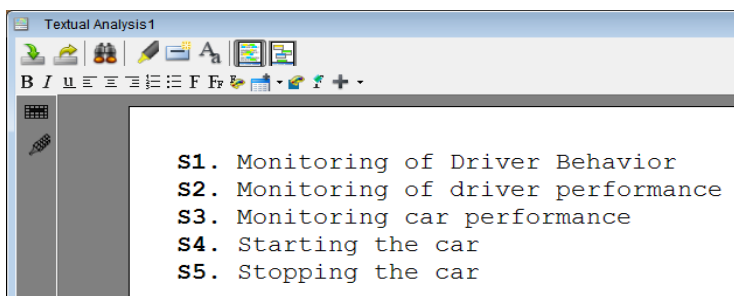 Textual Analysis1
B I u F FF
S1. Monitoring of Driver Behavior
S2. Monitoring of driver performance
S3. Monitoring car performance
S4. Starting the car
S5. Stopping the car